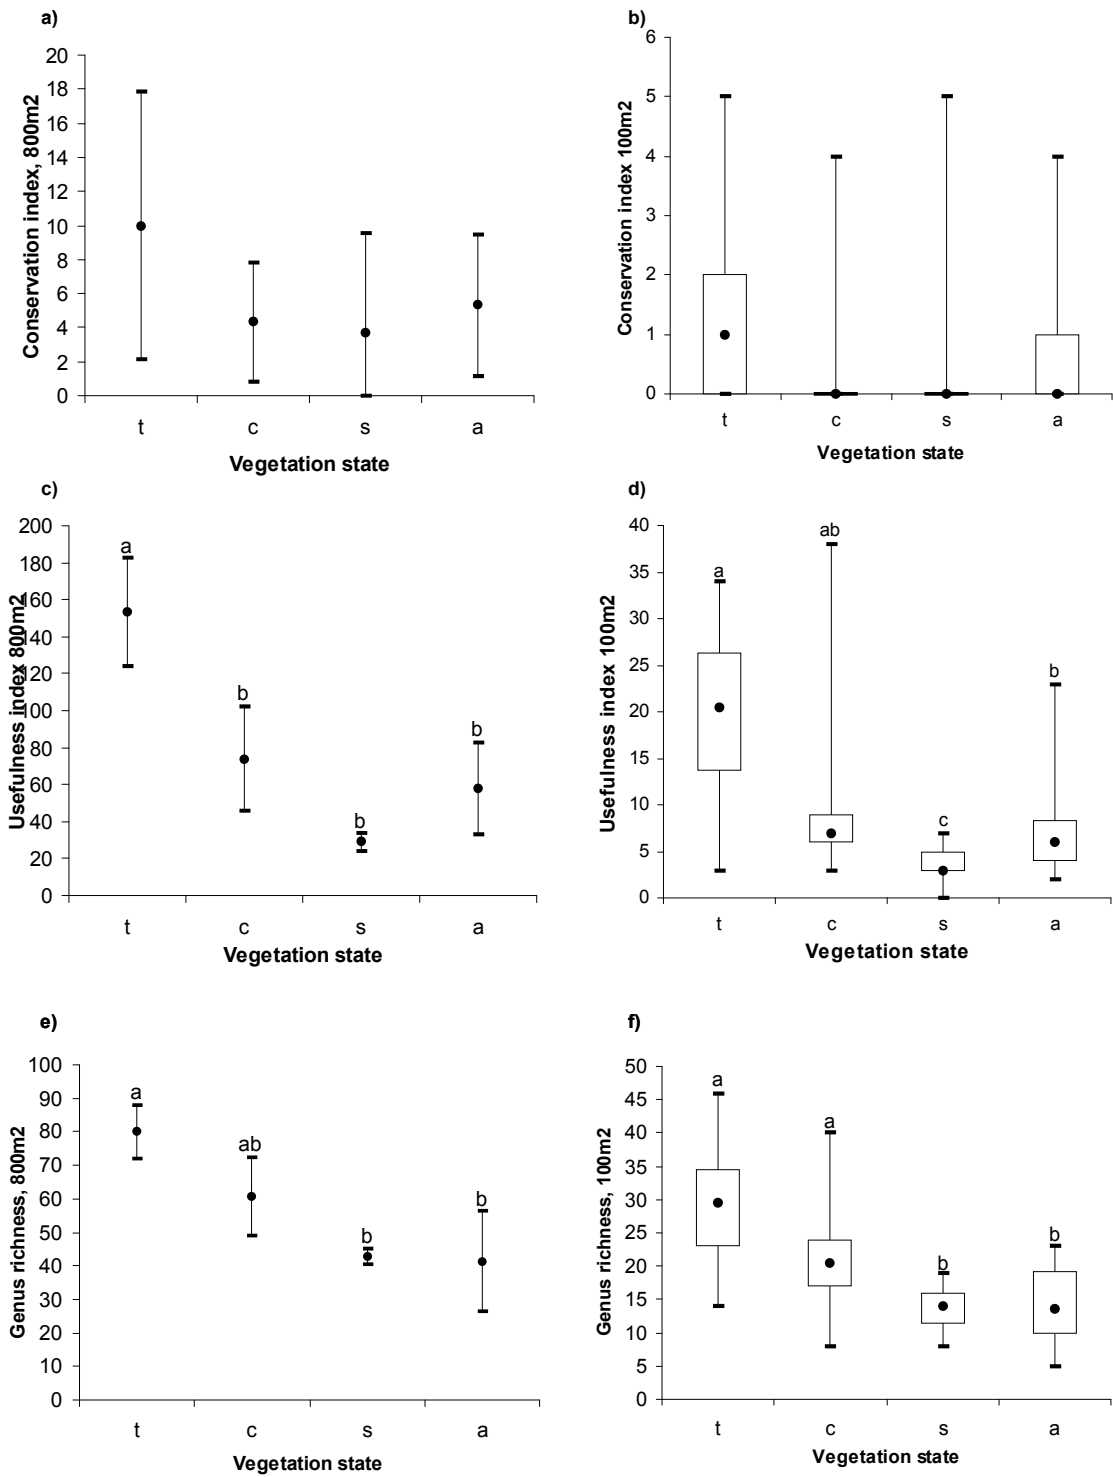 a)
Conservation index, 800m2
20
18
16
14
12
10
8
6
4
2
0
t c s a
Vegetation state
b)
Conservation index 100m2
6
5
4
3
2
1
0
t c s a
Vegetation state
c)
Usefulness index 800m2
200
180
160
140
120
100
80
60
40
20
0
a
b
b
b
t c s a
Vegetation state
d)
Usefulness index 100m2
40
35
30
25
20
15
10
5
0
a
ab
c
b
t c s a
Vegetation state
e)
Genus richness, 800m2
100
90
80
70
60
50
40
30
20
10
0
a
ab
b
b
t c s a
Vegetation state
f)
Genus richness, 100m2
50
45
40
35
30
25
20
15
10
5
0
a
a
b
b
t c s a
Vegetation state